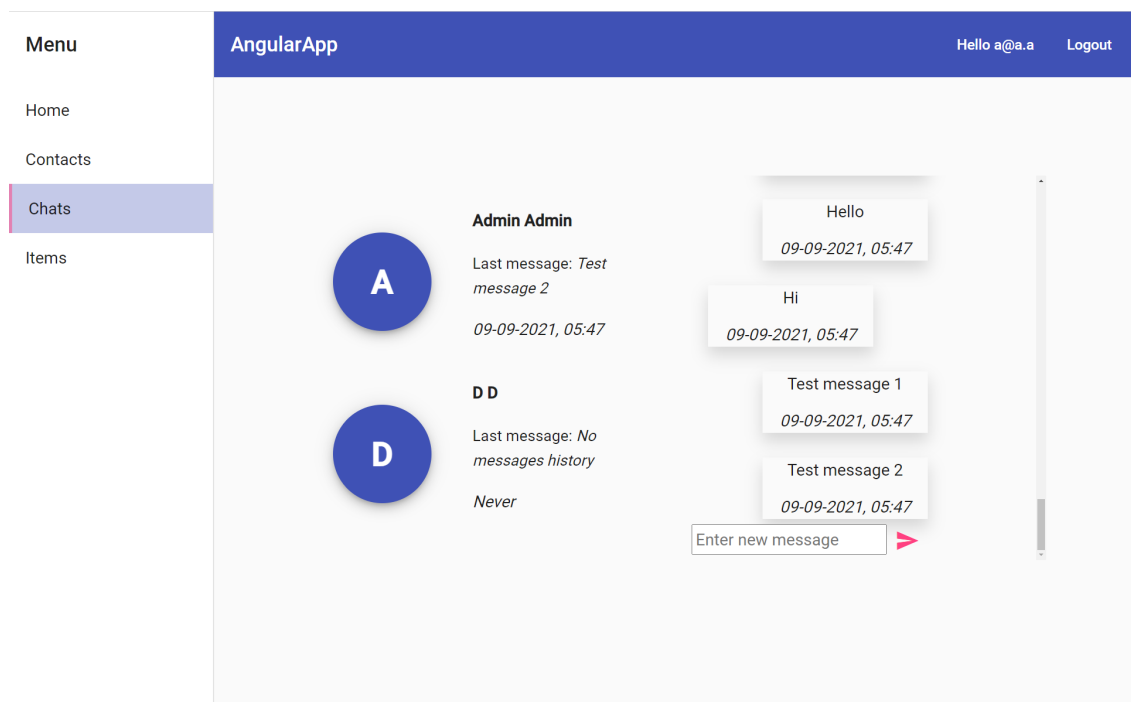 Menu
AngularApp
Hello a@a.a
Logout
Home
Contacts
Chats
Items
A
Admin Admin
Last message: Test
message 2
09-09-2021, 05:47
D
D D
Last message: No
messages history
Never
Hello
09-09-2021, 05:47
Hi
09-09-2021, 05:47
Test message 1
09-09-2021, 05:47
Test message 2
09-09-2021, 05:47
Enter new message